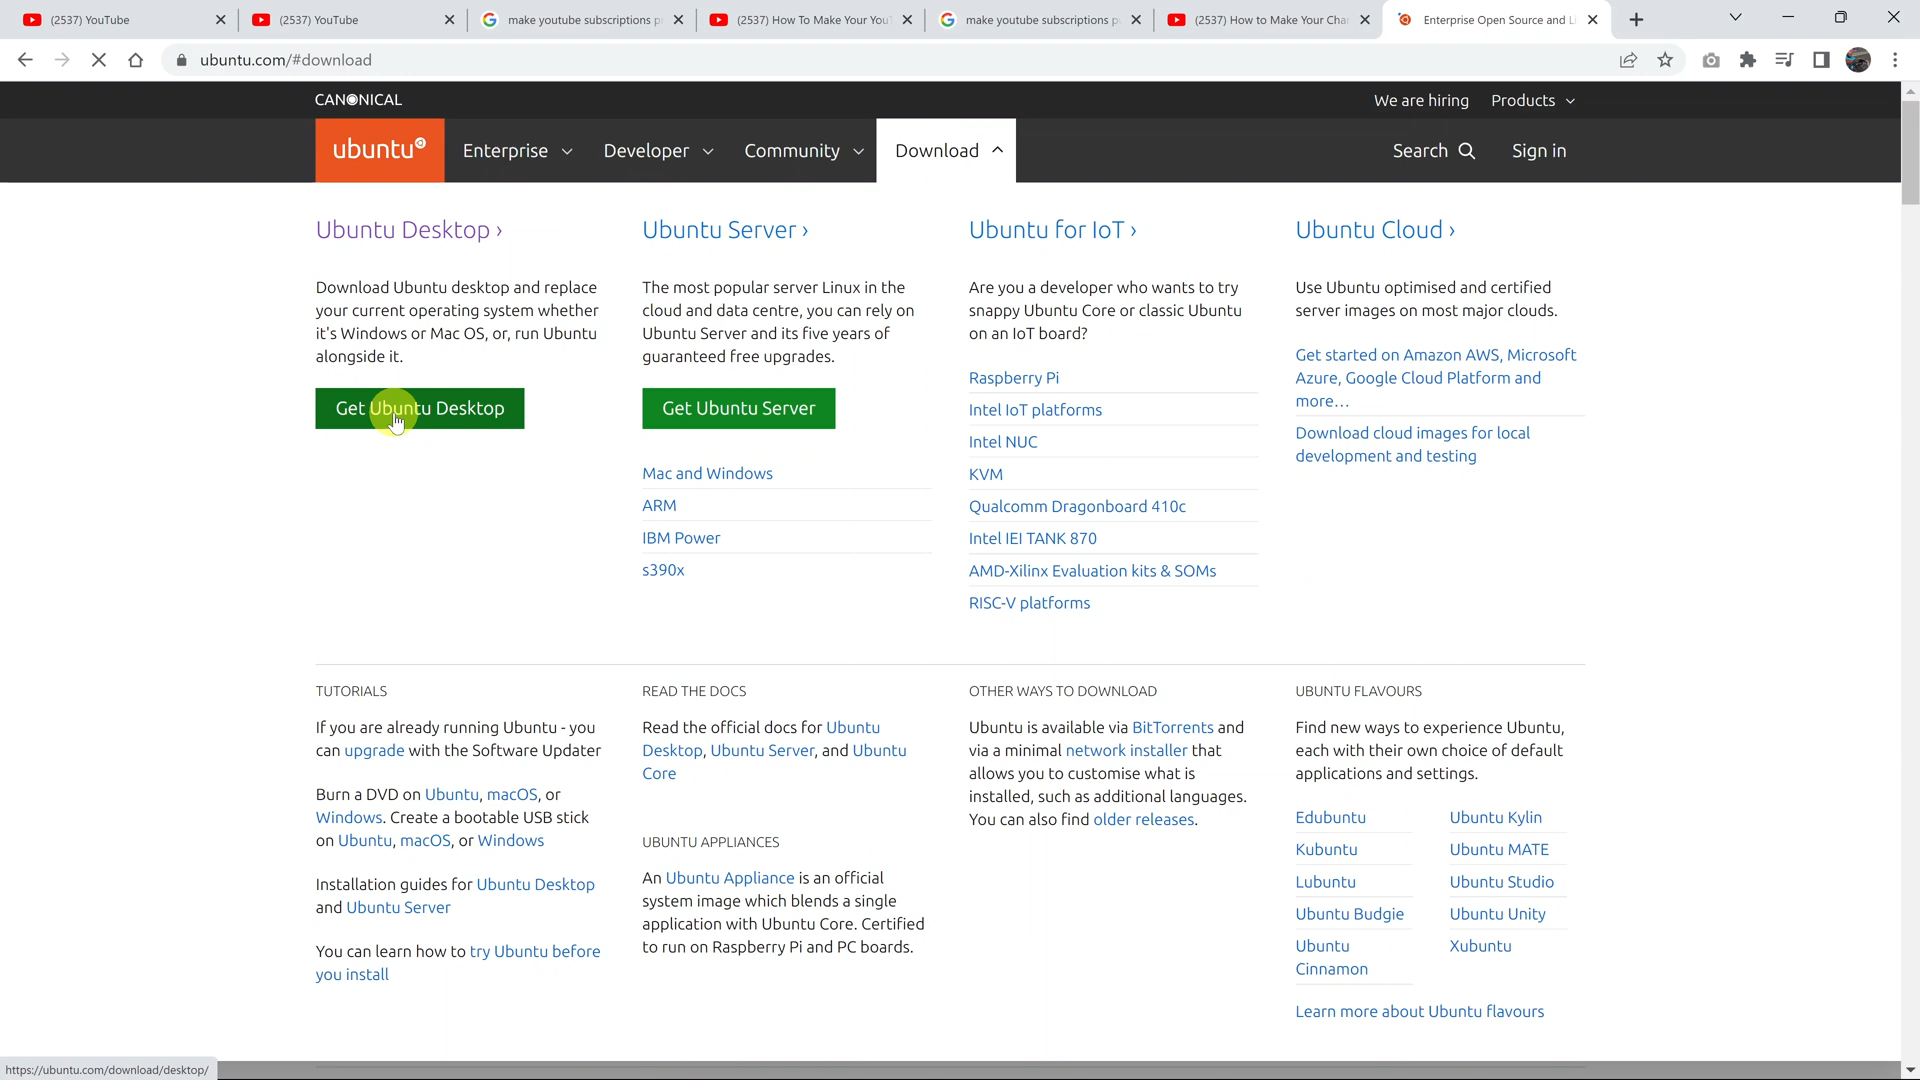 (2537) YouTube
(2537) YouTube
make youtube subscriptions p
(2537) How To Make Your You
make youtube subscriptions p
(2537) How to Make Your Cha
Enterprise Open Source and Li
ubuntu.com/#download
CANONICAL
We are hiring
Products
ubuntu
Enterprise
Developer
Community
Download
Search
Sign in
Ubuntu Desktop ›
Download Ubuntu desktop and replace
your current operating system whether
it's Windows or Mac OS, or, run Ubuntu
alongside it.
Get Ubuntu Desktop
Ubuntu Server ›
The most popular server Linux in the
cloud and data centre, you can rely on
Ubuntu Server and its five years of
guaranteed free upgrades.
Get Ubuntu Server
Mac and Windows
ARM
IBM Power
s390x
Ubuntu for IoT ›
Are you a developer who wants to try
snappy Ubuntu Core or classic Ubuntu
on an IoT board?
Raspberry Pi
Intel IoT platforms
Intel NUC
KVM
Qualcomm Dragonboard 410c
Intel IEI TANK 870
AMD-Xilinx Evaluation kits & SOMs
RISC-V platforms
Ubuntu Cloud ›
Use Ubuntu optimised and certified
server images on most major clouds.
Get started on Amazon AWS, Microsoft
Azure, Google Cloud Platform and
more…
Download cloud images for local
development and testing
TUTORIALS
If you are already running Ubuntu - you
can upgrade with the Software Updater
Burn a DVD on Ubuntu, macOS, or
Windows. Create a bootable USB stick
on Ubuntu, macOS, or Windows
Installation guides for Ubuntu Desktop
and Ubuntu Server
You can learn how to try Ubuntu before
you install
READ THE DOCS
Read the official docs for Ubuntu
Desktop, Ubuntu Server, and Ubuntu
Core
UBUNTU APPLIANCES
An Ubuntu Appliance is an official
system image which blends a single
application with Ubuntu Core. Certified
to run on Raspberry Pi and PC boards.
OTHER WAYS TO DOWNLOAD
Ubuntu is available via BitTorrents and
via a minimal network installer that
allows you to customise what is
installed, such as additional languages.
You can also find older releases.
UBUNTU FLAVOURS
Find new ways to experience Ubuntu,
each with their own choice of default
applications and settings.
Edubuntu
Kubuntu
Lubuntu
Ubuntu Budgie
Ubuntu
Cinnamon
Ubuntu Kylin
Ubuntu MATE
Ubuntu Studio
Ubuntu Unity
Xubuntu
Learn more about Ubuntu flavours
https://ubuntu.com/download/desktop/